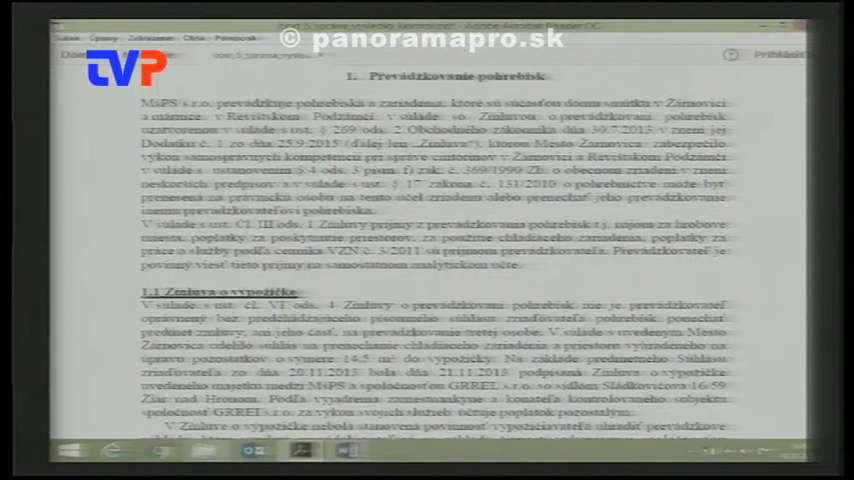 © panoramapro.sk
TVP
1. Prevádzkovanie pohrebísk
MsPS s.r.o. prevádzkuje pohrebiská a zariadenia, ktoré sú súčasťou domu smútku v Žarnovici
a márnice v Revištskom Podzámčí v súlade so Zmluvou o prevádzkovaní pohrebísk
uzatvorenou v súlade s ust. § 269 ods. 2 Obchodného zákonníka dňa 30.7.2013 v znení jej
Dodatku č. 1 zo dňa 25.9.2015 (ďalej len „Zmluva“), ktorou Mesto Žarnovica zabezpečilo
výkon samosprávnych kompetencií pri správe cintorínov v Žarnovici a Revištskom Podzámčí
v súlade s ustanovením § 4 ods. 3 písm. f) zák. č. 369/1990 Zb. o obecnom zriadení v znení
neskorších predpisov a v súlade s ust. § 17 zákona č. 131/2010 o pohrebníctve môže byť
prenesená na právnickú osobu na tento účel zriadenú alebo prenechať jeho prevádzkovanie
inému prevádzkovateľovi pohrebiska.
V súlade s ust. Čl. III ods. 1 Zmluvy príjmy z prevádzkovania pohrebísk t.j. nájom za hrobové
miesta, poplatky za poskytnutie priestorov, za použitie chladiaceho zariadenia, poplatky za
práce a služby podľa cenníka VZN č. 3/2011 sú príjmom prevádzkovateľa. Prevádzkovateľ je
povinný viesť tieto príjmy na samostatnom analytickom účte.
1.1 Zmluva o výpožičke
V súlade s ust. čl. VI ods. 4 Zmluvy o prevádzkovaní pohrebísk nie je prevádzkovateľ
oprávnený bez predchádzajúceho písomného súhlasu zriaďovateľa pohrebísk ponechať
predmet zmluvy, ani jeho časť, na prevádzkovanie tretej osobe. V súlade s uvedeným Mesto
Žarnovica udelilo súhlas na prenechanie chladiaceho zariadenia a priestoru vyhradeného na
úpravu pozostatkov o výmere 14,5 m² do výpožičky. Na základe predmetného Súhlasu
zriaďovateľa zo dňa 20.11.2013 bola dňa 21.11.2013 podpísaná Zmluva o výpožičke
uvedeného majetku medzi MsPS a spoločnosťou GRREI, s.r.o. so sídlom Sládkovičova 16/59
Žiar nad Hronom. Podľa vyjadrenia zamestnankyne a konateľa kontrolovaného subjektu
spoločnosť GRREI s.r.o. za výkon svojich služieb účtuje poplatok pozostalým.
V Zmluve o výpožičke nebola stanovená povinnosť vypožičiavateľa uhradiť prevádzkové